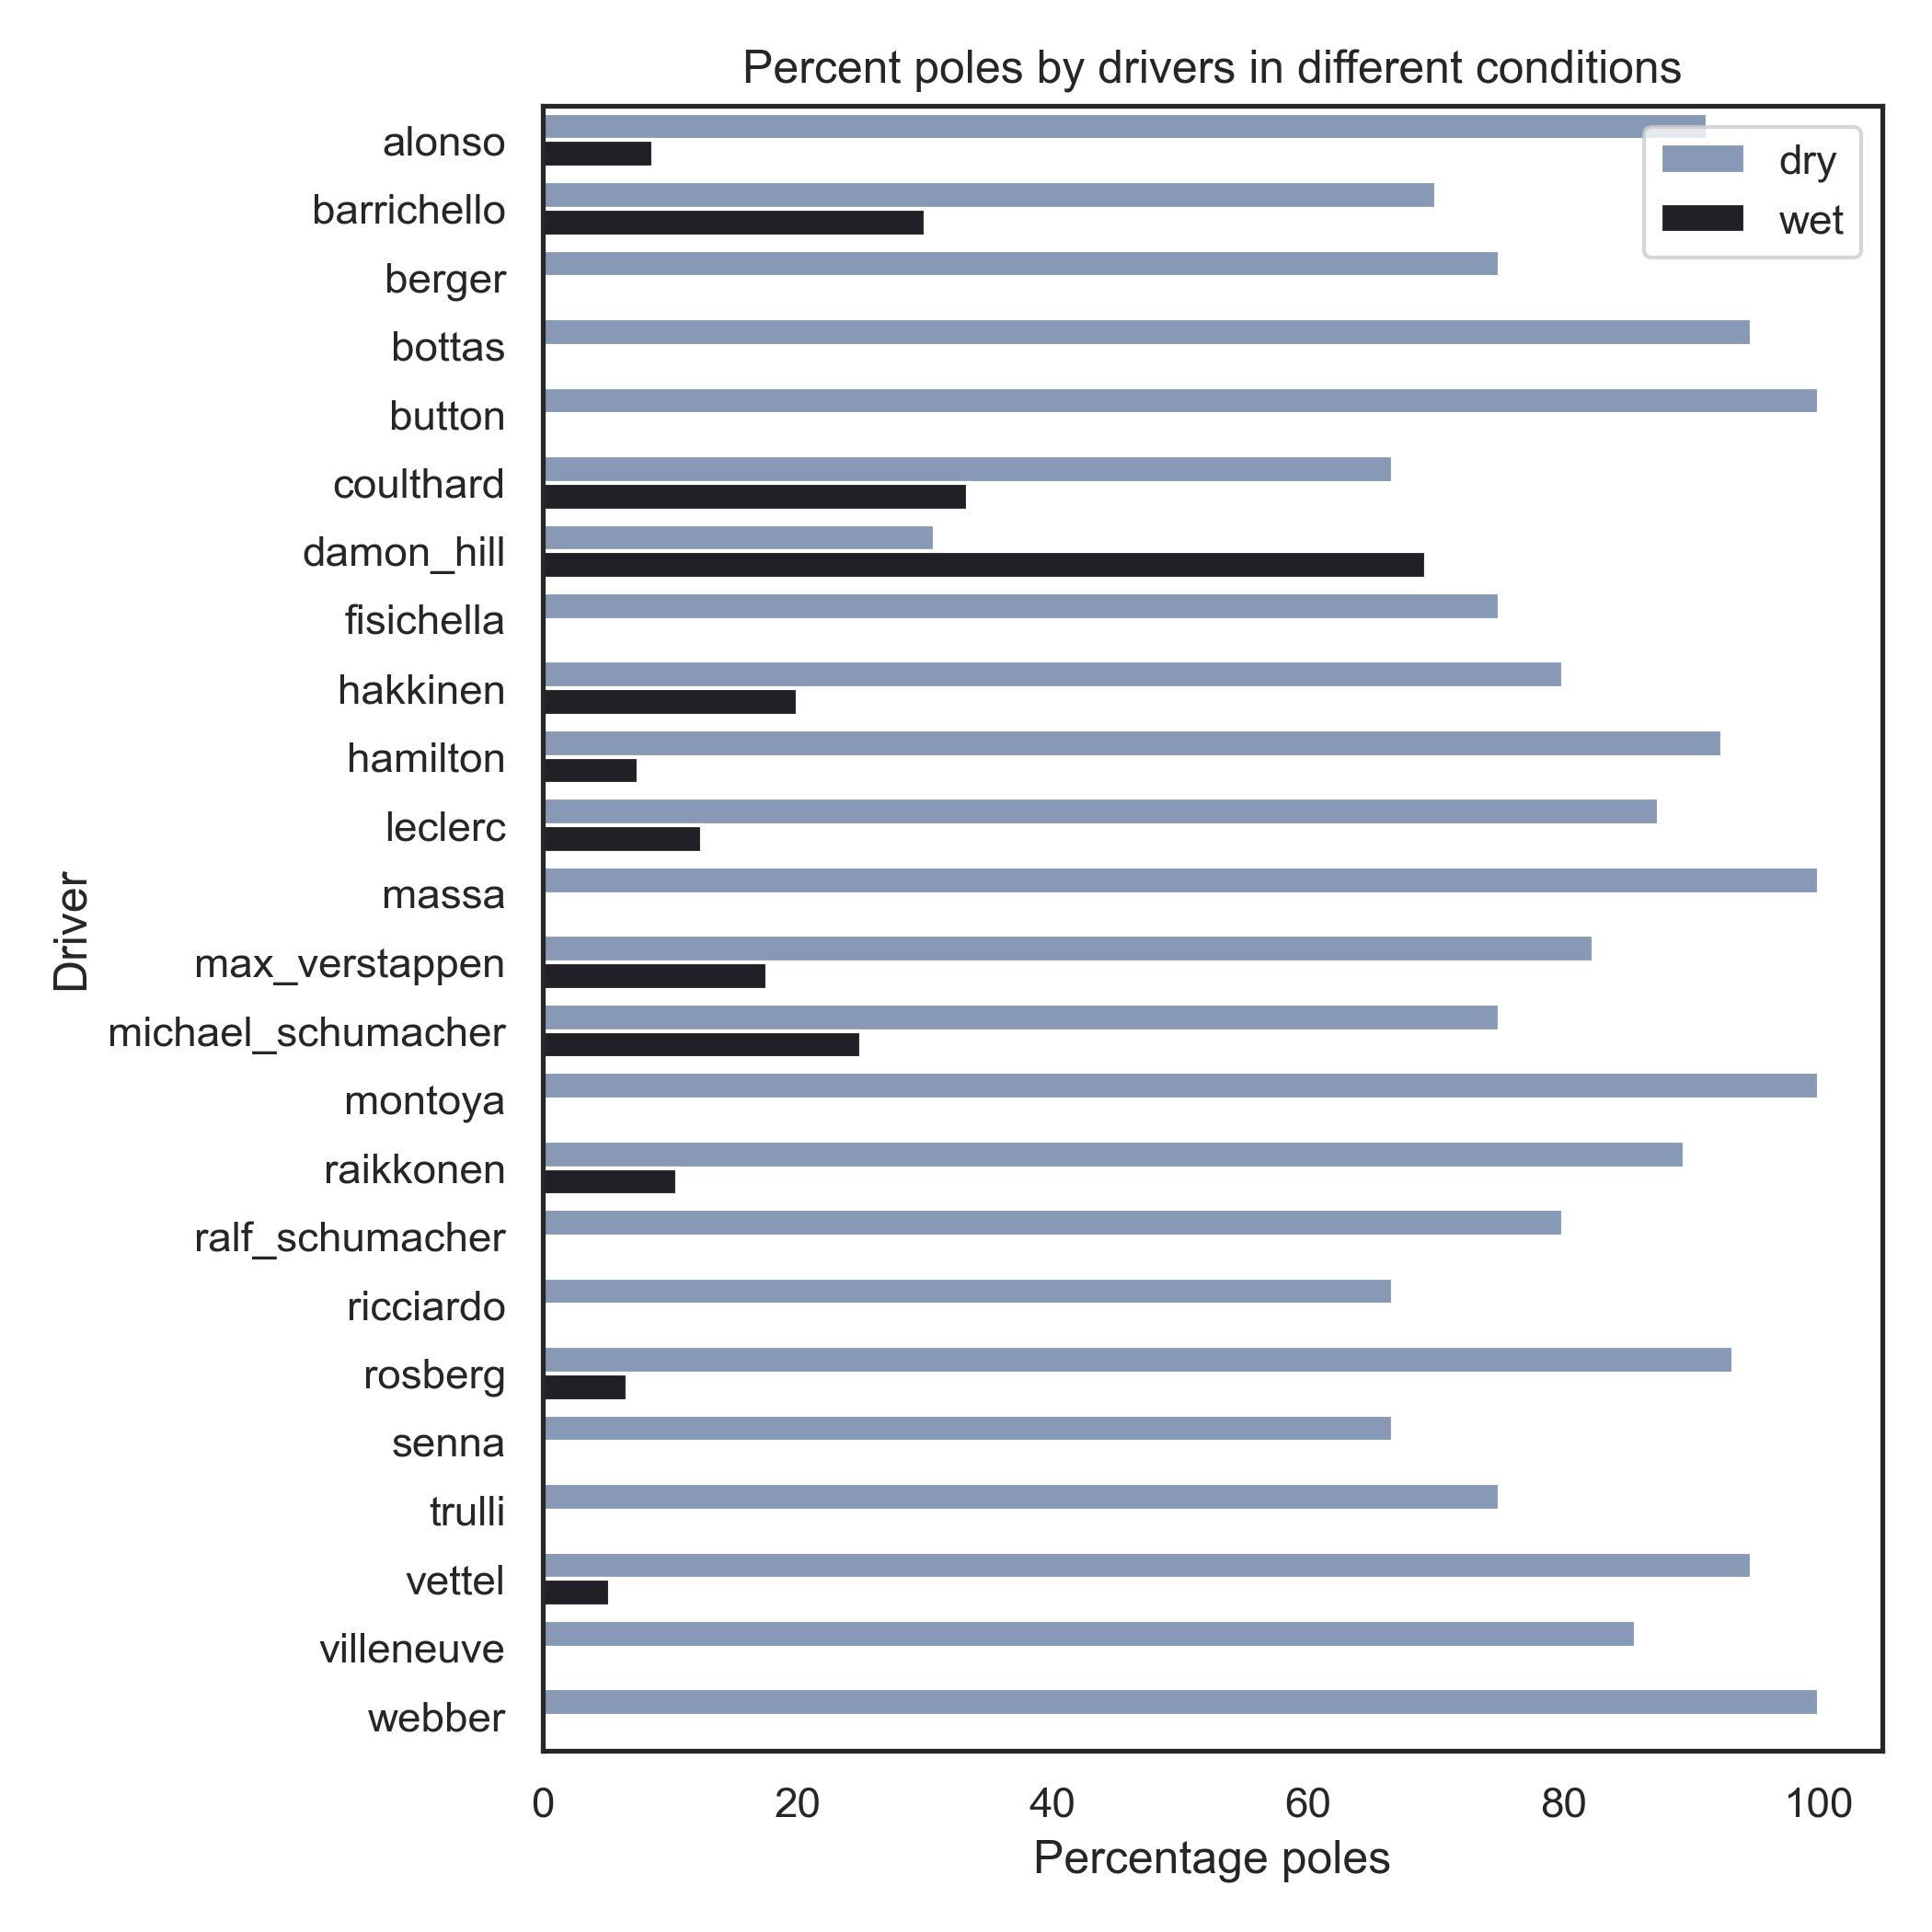 Percent poles by drivers in different conditions
dry
wet
Driver
alonso
barrichello
berger
bottas
button
coulthard
damon_hill
fisichella
hakkinen
hamilton
leclerc
massa
max_verstappen
michael_schumacher
montoya
raikkonen
ralf_schumacher
ricciardo
rosberg
senna
trulli
vettel
villeneuve
webber
0 20 40 60 80 100
Percentage poles